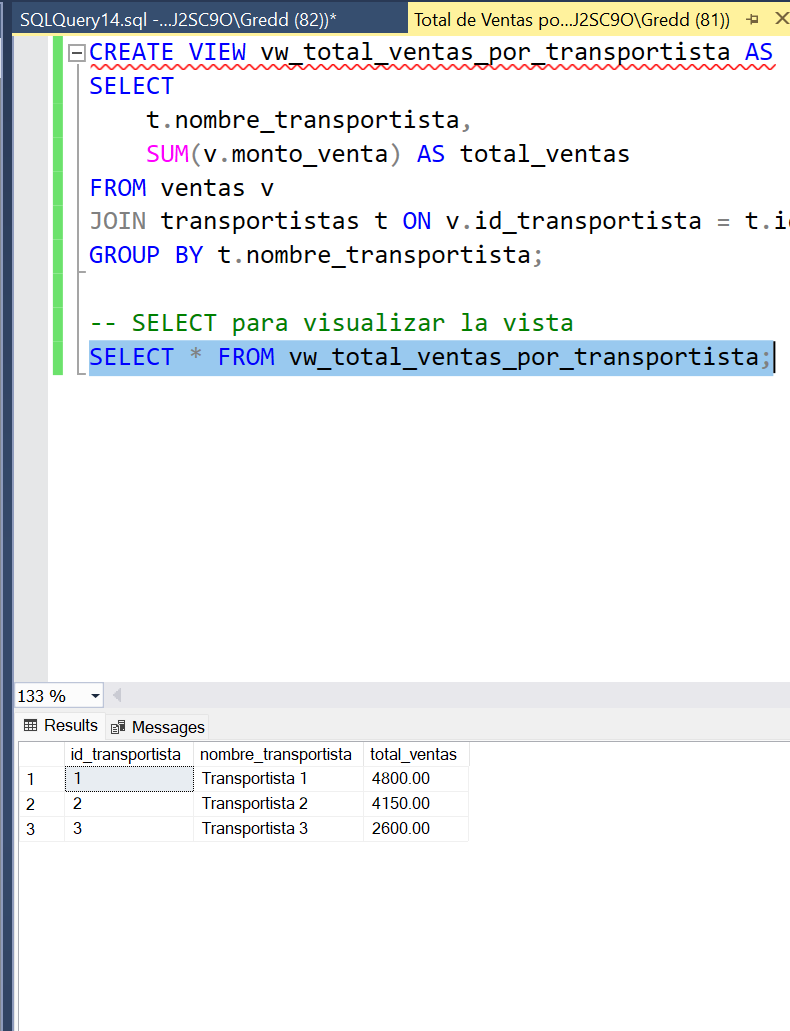 SQLQuery14.sql -...J2SC9O\Gredd (82))*
Total de Ventas po...J2SC9O\Gredd (81))
CREATE VIEW vw_total_ventas_por_transportista AS
SELECT
t.nombre_transportista,
SUM(v.monto_venta) AS total_ventas
FROM ventas v
JOIN transportistas t ON v.id_transportista = t.i
GROUP BY t.nombre_transportista;
-- SELECT para visualizar la vista
SELECT * FROM vw_total_ventas_por_transportista;
133 %
Results Messages
id_transportista nombre_transportista total_ventas
1 1 Transportista 1 4800.00
2 2 Transportista 2 4150.00
3 3 Transportista 3 2600.00